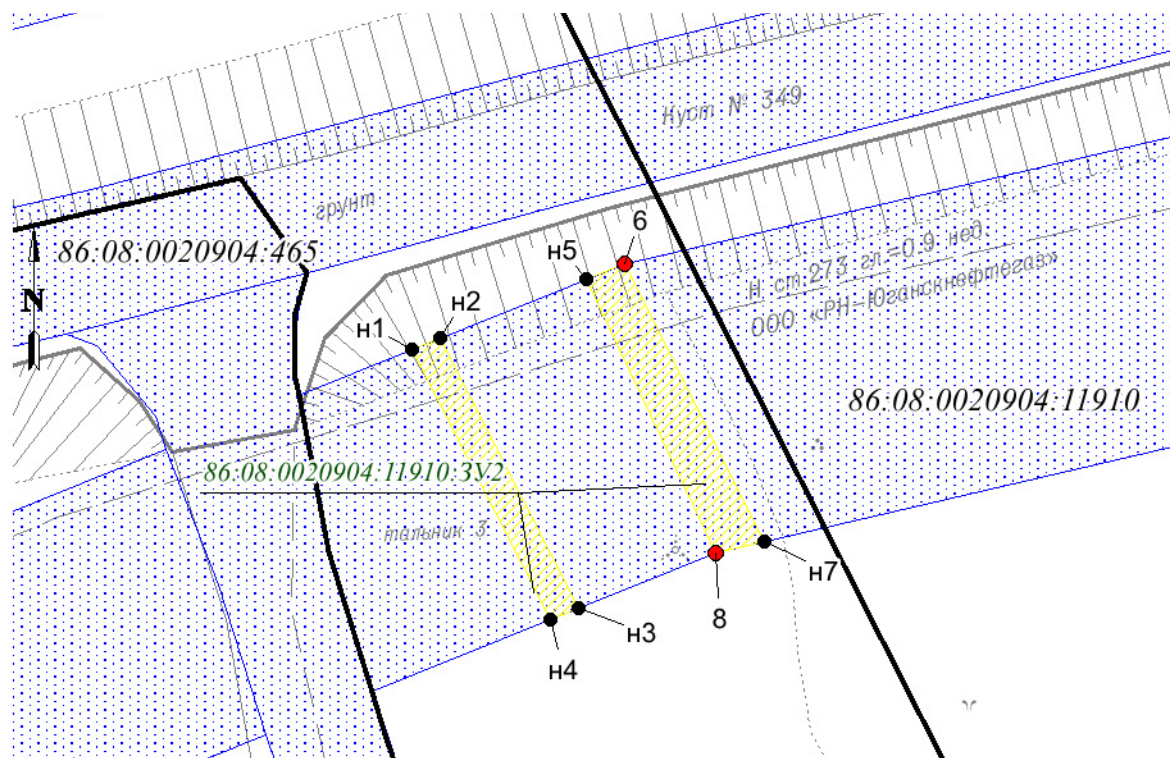 Куст № 349
грунт
86:08:0020904:465
N
6
н5
н2
н1
Н ст.273 гл.=0.9 нед.
ООО «РН-Юганскнефтегаз»
86:08:0020904:11910
86:08:0020904:11910:ЗУ2
тальник 3
н7
8
н3
н4